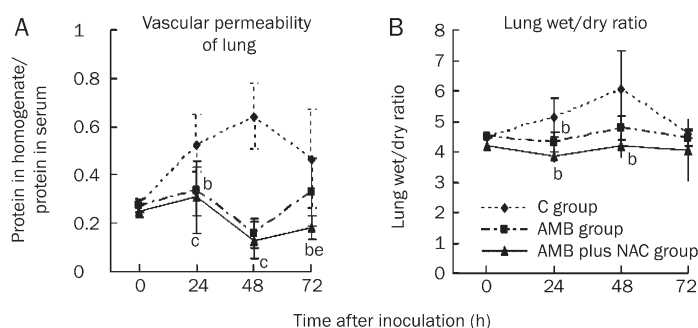 A
Vascular permeability
of lung
Protein in homogenate/
protein in serum
1
0.8
0.6
0.4
0.2
0
b
c
c
be
0 24 48 72
B
Lung wet/dry ratio
Lung wet/dry ratio
8
7
6
5
4
3
2
1
0
b
b
b
C group
AMB group
AMB plus NAC group
0 24 48 72
Time after inoculation (h)